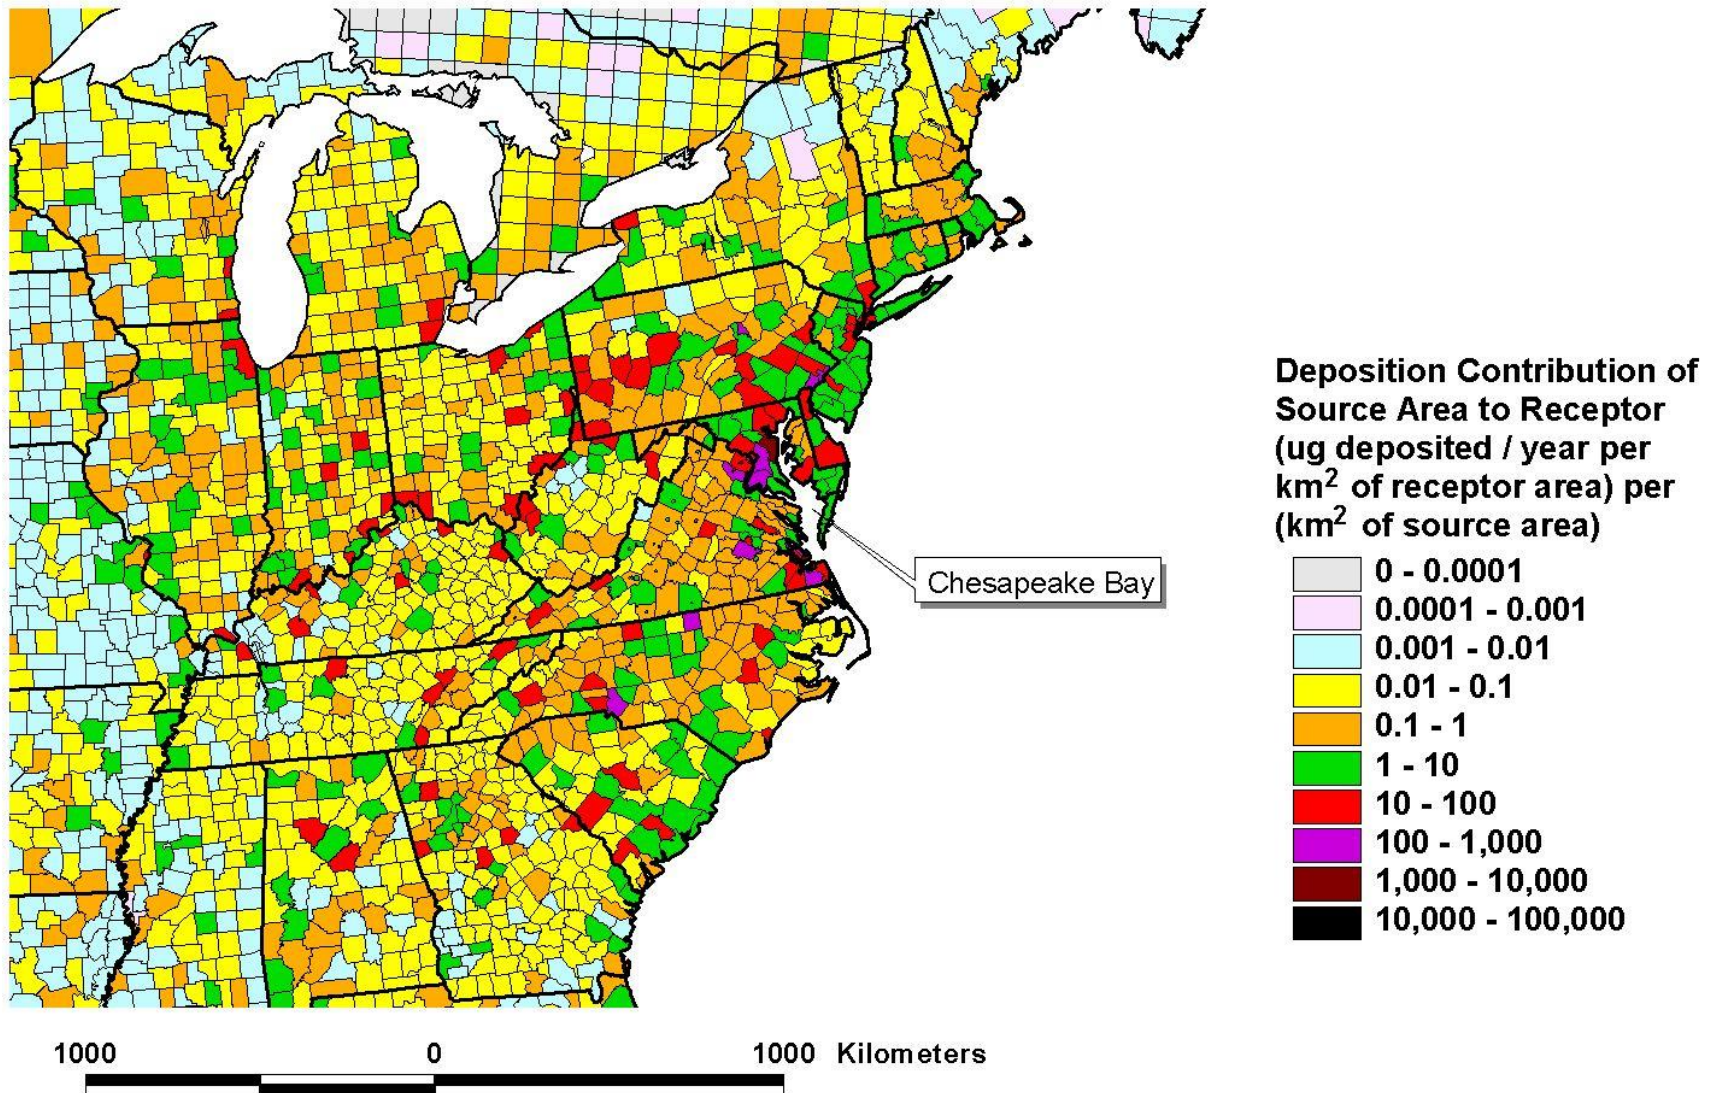 Chesapeake Bay
Deposition Contribution of
Source Area to Receptor
(ug deposited / year per
km2 of receptor area) per
(km2 of source area)
0 - 0.0001
0.0001 - 0.001
0.001 - 0.01
0.01 - 0.1
0.1 - 1
1 - 10
10 - 100
100 - 1,000
1,000 - 10,000
10,000 - 100,000
1000 0 1000 Kilometers